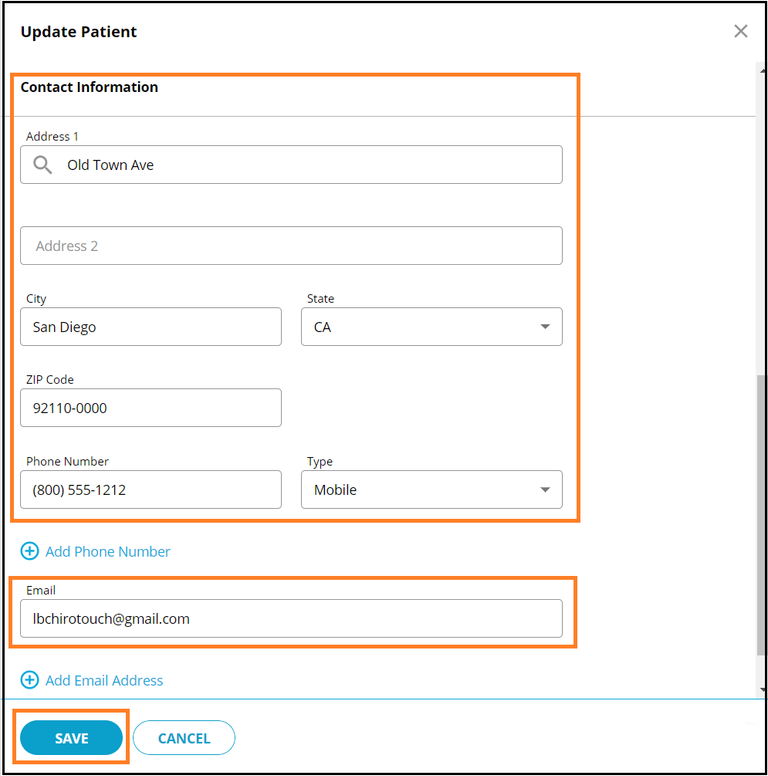 Update Patient
Contact Information
Address 1
Old Town Ave
Address 2
City State
San Diego CA
ZIP Code
92110-0000
Phone Number Type
(800) 555-1212 Mobile
Add Phone Number
Email
lbchirotouch@gmail.com
Add Email Address
SAVE CANCEL